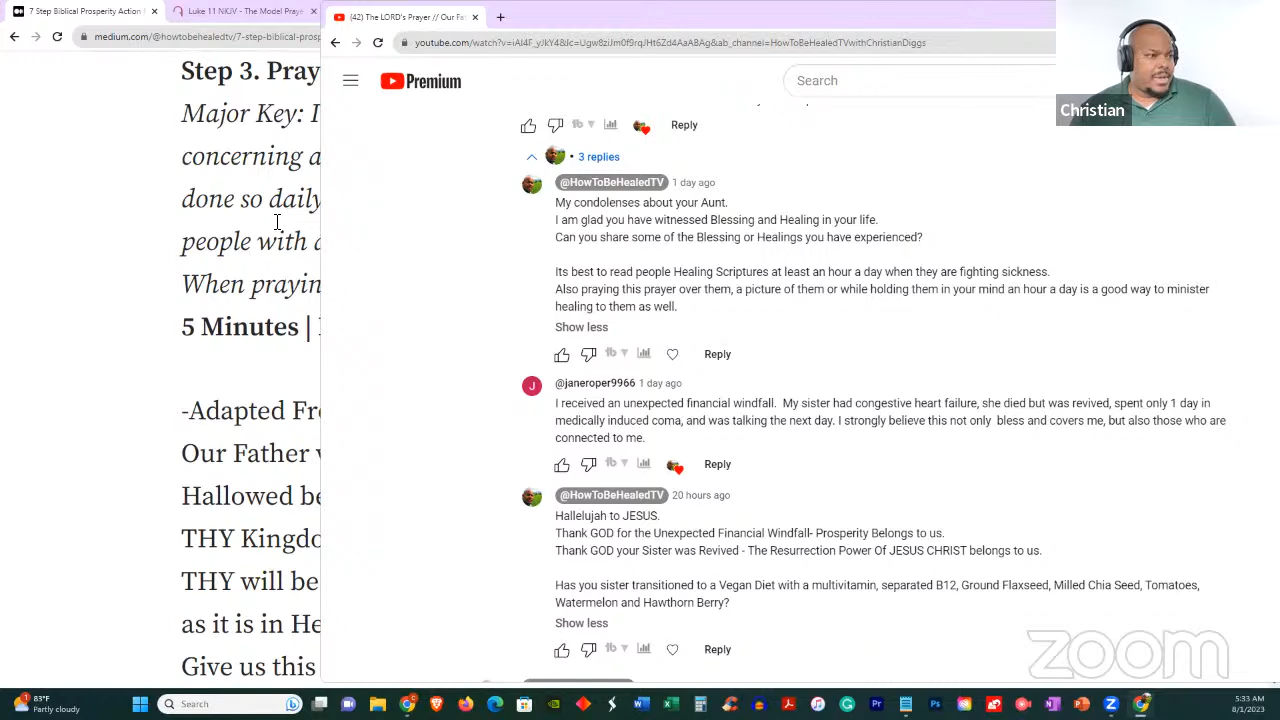 7 Step Biblical Prosperity Action
Luke 11 NKJV - The Model Praye
(42) The LORD's Prayer // Our Fat
medium.com/@howtobehealedtv/7-step-biblical-prosp
youtube.com/watch?v=
&ab_channel=HowToBeHealedTVwithChristianDiggs
Premium
Search
Christian
Step 3. Pray
Major Key: I
concerning a
done so daily
people with a
When prayin
5 Minutes |
-Adapted Fro
Our Father
Hallowed be
THY Kingdo
THY will be
as it is in He
Give us this
Reply
• 3 replies
@HowToBeHealedTV 1 day ago
My condolenses about your Aunt.
I am glad you have witnessed Blessing and Healing in your life.
Can you share some of the Blessing or Healings you have experienced?
Its best to read people Healing Scriptures at least an hour a day when they are fighting sickness.
Also praying this prayer over them, a picture of them or while holding them in your mind an hour a day is a good way to minister
healing to them as well.
Show less
Reply
J
@janeroper9966 1 day ago
I received an unexpected financial windfall. My sister had congestive heart failure, she died but was revived, spent only 1 day in
medically induced coma, and was talking the next day. I strongly believe this not only bless and covers me, but also those who are
connected to me.
Reply
@HowToBeHealedTV 20 hours ago
Hallelujah to JESUS.
Thank GOD for the Unexpected Financial Windfall- Prosperity Belongs to us.
Thank GOD your Sister was Revived - The Resurrection Power Of JESUS CHRIST belongs to us.
Has you sister transitioned to a Vegan Diet with a multivitamin, separated B12, Ground Flaxseed, Milled Chia Seed, Tomatoes,
Watermelon and Hawthorn Berry?
Show less
Reply
zoom
83°F
Partly cloudy
Search
5:33 AM
8/1/2023